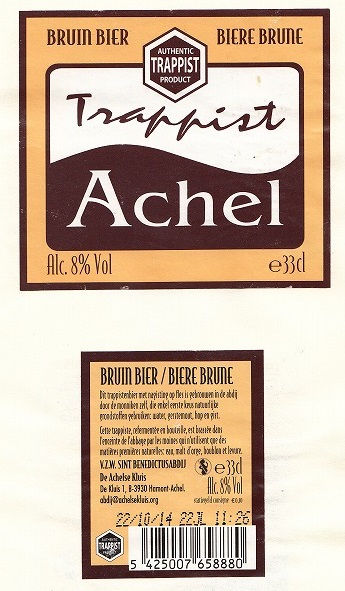 BRUIN BIER BIERE BRUNE
AUTHENTIC
TRAPPIST
PRODUCT
Trappist
Achel
Alc. 8% Vol e33cl
BRUIN BIER / BIERE BRUNE
Dit trappistenbier met nagisting op fles is gebrouwen in de abdij
door de monniken zelf, die enkel eerste keus natuurlijke
grondstoffen gebruiken: water, gerstemout, hop en gist.
Cette trappiste, refermentée en bouteille, est brassée dans
l'enceinte de l'abbaye par les moines qui n'utilisent que des
matières premières naturelles: eau, malt d'orge, houblon et levure.
V.Z.W. SINT BENEDICTUSABDIJ e33cl
De Achelse Kluis Alc. 8% Vol
De Kluis 1, B-3930 Hamont-Achel.
abdij@achelsekluis.org statiegeld consigne €0,10
22/10/14 22JL 11:26
AUTHENTIC
TRAPPIST
PRODUCT
5 425007 658880